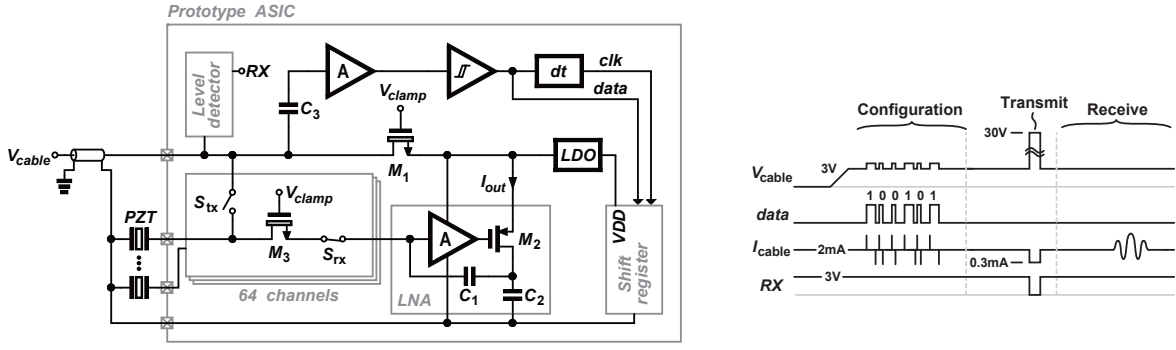 Prototype ASIC
Level detector
RX
A
dt
clk
data
C3
Vclamp
Vcable
M1
LDO
Stx
Vclamp
Iout
PZT
M3
Srx
A
M2
VDD
Shift register
C1
C2
LNA
64 channels
Configuration
Transmit
Receive
30V
Vcable
3V
data
1 0 0 1 0 1
Icable
2mA
0.3mA
RX
3V